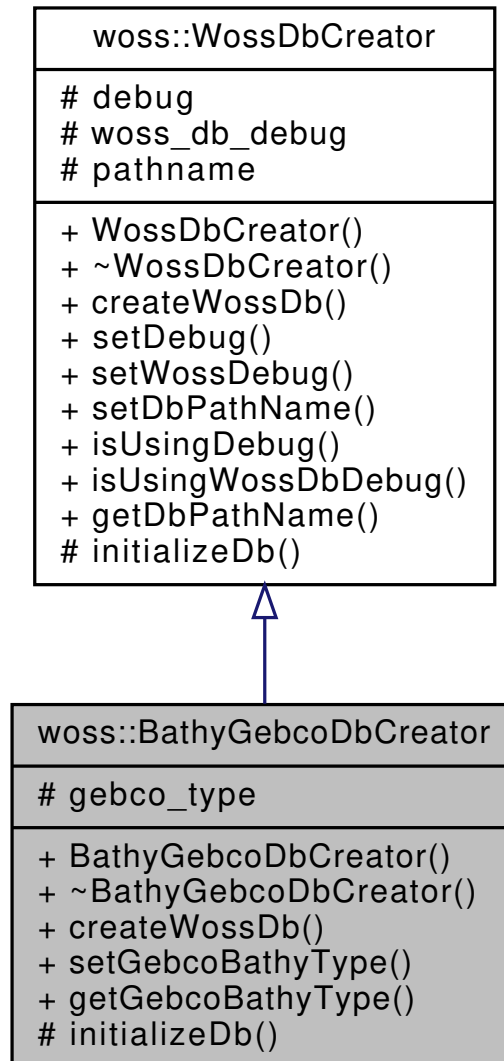 woss::WossDbCreator
# debug
# woss_db_debug
# pathname
+ WossDbCreator()
+ ~WossDbCreator()
+ createWossDb()
+ setDebug()
+ setWossDebug()
+ setDbPathName()
+ isUsingDebug()
+ isUsingWossDbDebug()
+ getDbPathName()
# initializeDb()
woss::BathyGebcoDbCreator
# gebco_type
+ BathyGebcoDbCreator()
+ ~BathyGebcoDbCreator()
+ createWossDb()
+ setGebcoBathyType()
+ getGebcoBathyType()
# initializeDb()